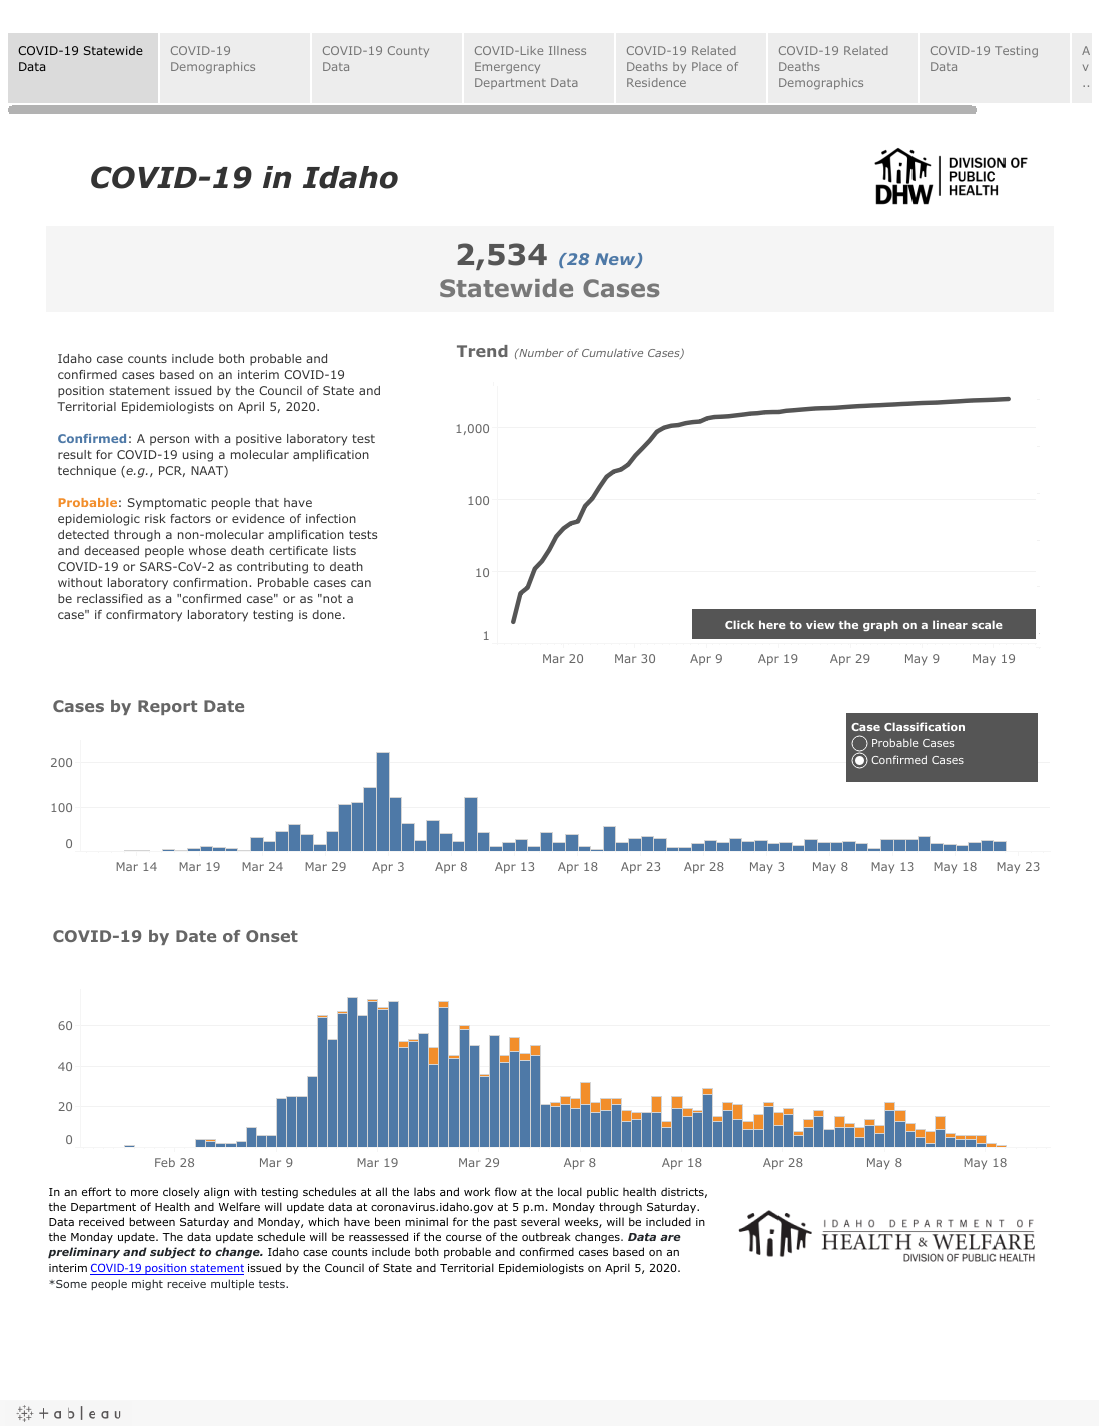 COVID-19 Statewide
Data
COVID-19
Demographics
COVID-19 County
Data
COVID-Like Illness
Emergency
Department Data
COVID-19 Related
Deaths by Place of
Residence
COVID-19 Related
Deaths
Demographics
COVID-19 Testing
Data
A
v
..
COVID-19 in Idaho
DHW
DIVISION OF
PUBLIC
HEALTH
2,534 (28 New)
Statewide Cases
Idaho case counts include both probable and
confirmed cases based on an interim COVID-19
position statement issued by the Council of State and
Territorial Epidemiologists on April 5, 2020.
Confirmed: A person with a positive laboratory test
result for COVID-19 using a molecular amplification
technique (e.g., PCR, NAAT)
Probable: Symptomatic people that have
epidemiologic risk factors or evidence of infection
detected through a non-molecular amplification tests
and deceased people whose death certificate lists
COVID-19 or SARS-CoV-2 as contributing to death
without laboratory confirmation. Probable cases can
be reclassified as a "confirmed case" or as "not a
case" if confirmatory laboratory testing is done.
Trend (Number of Cumulative Cases)
1,000
100
10
1
Click here to view the graph on a linear scale
Mar 20 Mar 30 Apr 9 Apr 19 Apr 29 May 9 May 19
Cases by Report Date
Case Classification
Probable Cases
Confirmed Cases
200
100
0
Mar 14 Mar 19 Mar 24 Mar 29 Apr 3 Apr 8 Apr 13 Apr 18 Apr 23 Apr 28 May 3 May 8 May 13 May 18 May 23
COVID-19 by Date of Onset
60
40
20
0
Feb 28 Mar 9 Mar 19 Mar 29 Apr 8 Apr 18 Apr 28 May 8 May 18
In an effort to more closely align with testing schedules at all the labs and work flow at the local public health districts,
the Department of Health and Welfare will update data at coronavirus.idaho.gov at 5 p.m. Monday through Saturday.
Data received between Saturday and Monday, which have been minimal for the past several weeks, will be included in
the Monday update. The data update schedule will be reassessed if the course of the outbreak changes. Data are
preliminary and subject to change. Idaho case counts include both probable and confirmed cases based on an
interim COVID-19 position statement issued by the Council of State and Territorial Epidemiologists on April 5, 2020.
*Some people might receive multiple tests.
IDAHO DEPARTMENT OF
HEALTH & WELFARE
DIVISION OF PUBLIC HEALTH
tableau